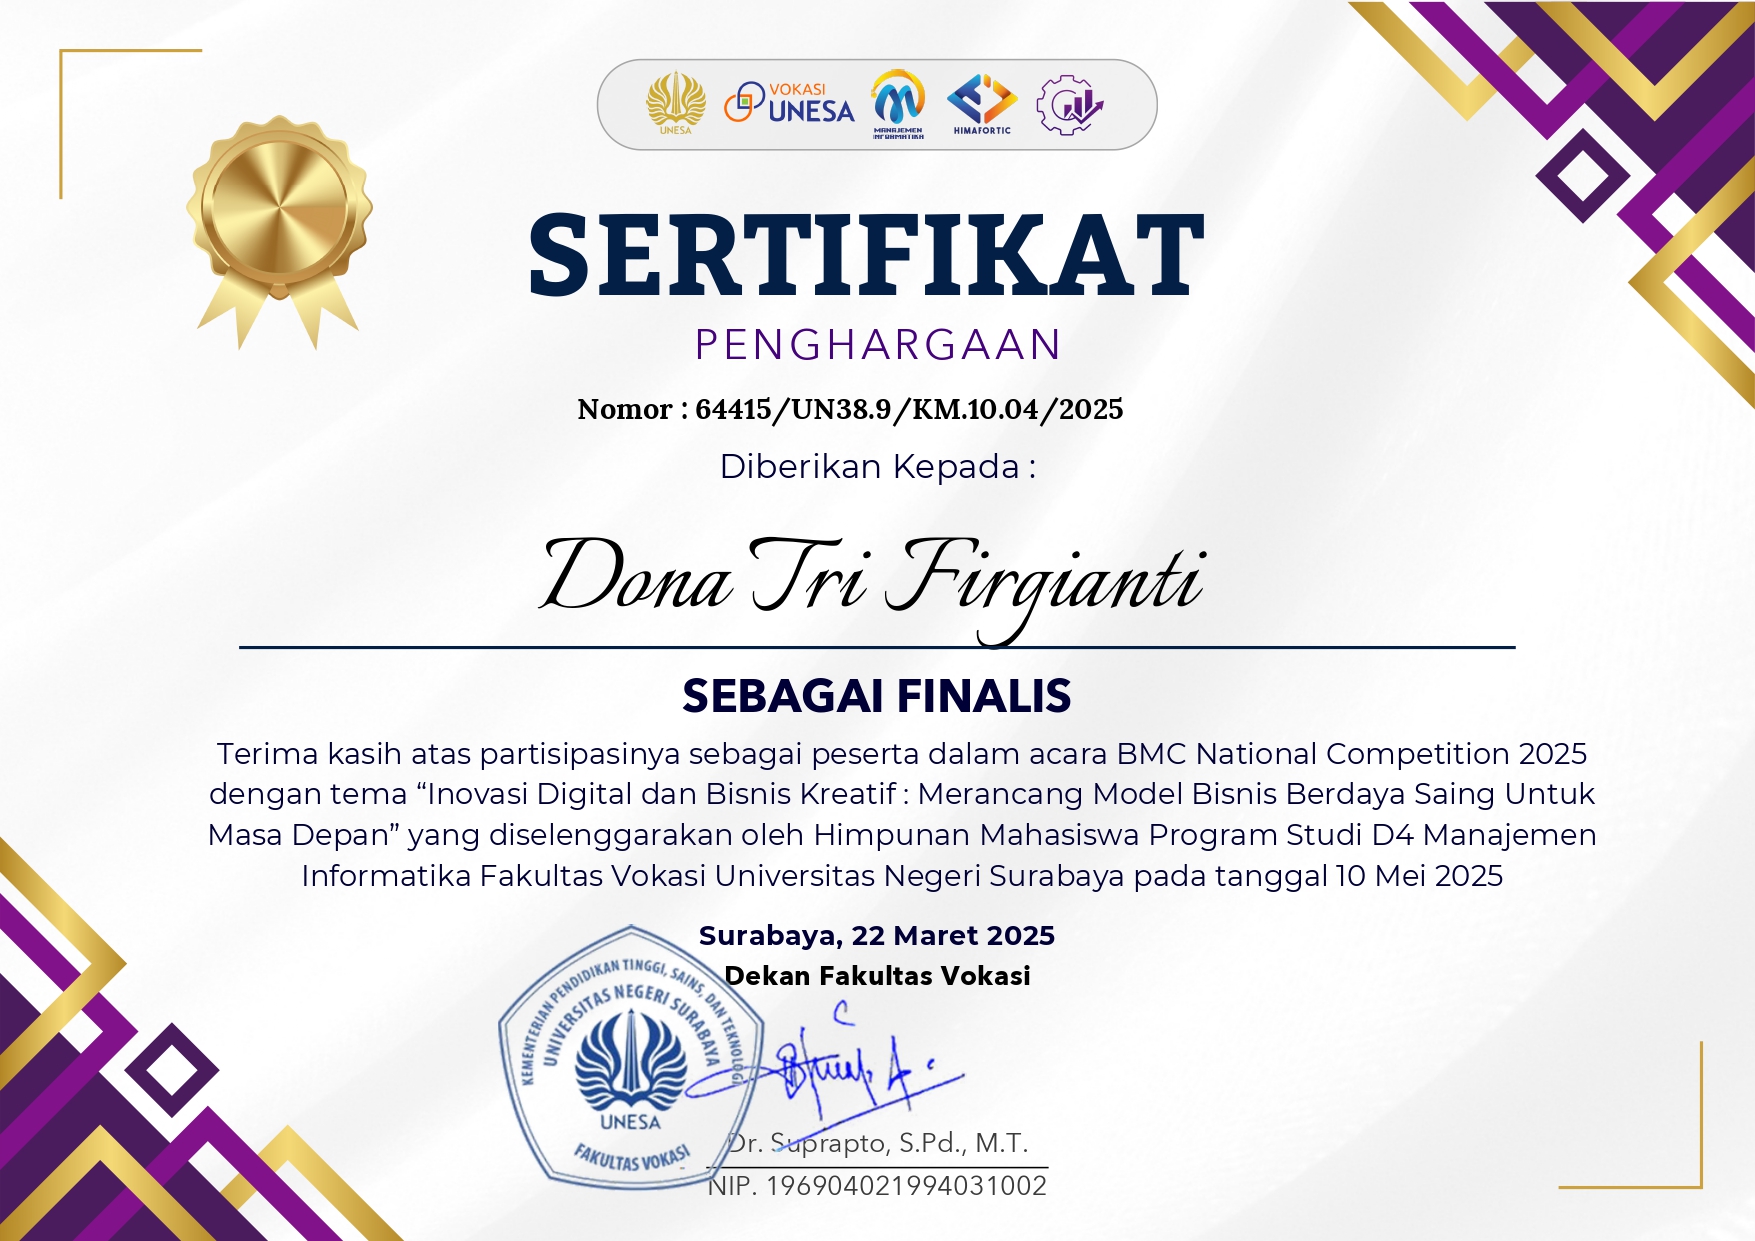 UNESA
VOKASI
UNESA
MANAJEMEN
INFORMATIKA
HIMAFORTIC
SERTIFIKAT
PENGHARGAAN
Nomor : 64415/UN38.9/KM.10.04/2025
Diberikan Kepada :
Dona Tri Firgianti
SEBAGAI FINALIS
Terima kasih atas partisipasinya sebagai peserta dalam acara BMC National Competition 2025
dengan tema “Inovasi Digital dan Bisnis Kreatif : Merancang Model Bisnis Berdaya Saing Untuk
Masa Depan” yang diselenggarakan oleh Himpunan Mahasiswa Program Studi D4 Manajemen
Informatika Fakultas Vokasi Universitas Negeri Surabaya pada tanggal 10 Mei 2025
Surabaya, 22 Maret 2025
Dekan Fakultas Vokasi
KEMENTERIAN PENDIDIKAN TINGGI, SAINS, DAN TEKNOLOGI
UNIVERSITAS NEGERI SURABAYA
UNESA
FAKULTAS VOKASI
Dr. Suprapto, S.Pd., M.T.
NIP. 196904021994031002